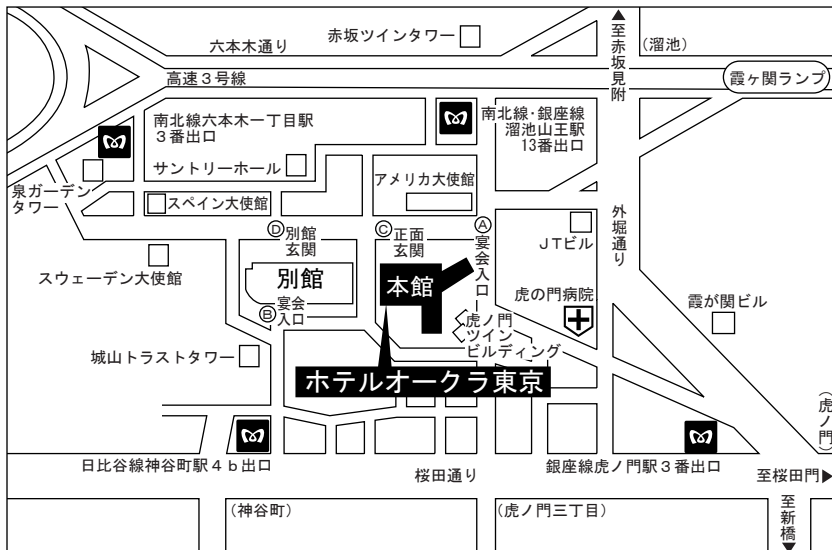 六本木通り
赤坂ツインタワー
▲至赤坂見附
(溜池)
高速3号線
霞ヶ関ランプ
南北線六本木一丁目駅
3番出口
南北線・銀座線
溜池山王駅
13番出口
サントリーホール
アメリカ大使館
泉ガーデン
タワー
スペイン大使館
外堀通り
Ⓓ別館
玄関
Ⓒ正面
玄関
Ⓐ宴会入口
JTビル
スウェーデン大使館
別館
本館
虎の門病院
Ⓑ宴会
入口
虎ノ門
ツイン
ビルディング
霞が関ビル
城山トラストタワー
ホテルオークラ東京
(虎ノ門)
日比谷線神谷町駅4b出口
桜田通り
銀座線虎ノ門駅3番出口
至桜田門▶
(神谷町)
(虎ノ門三丁目)
至新橋▼